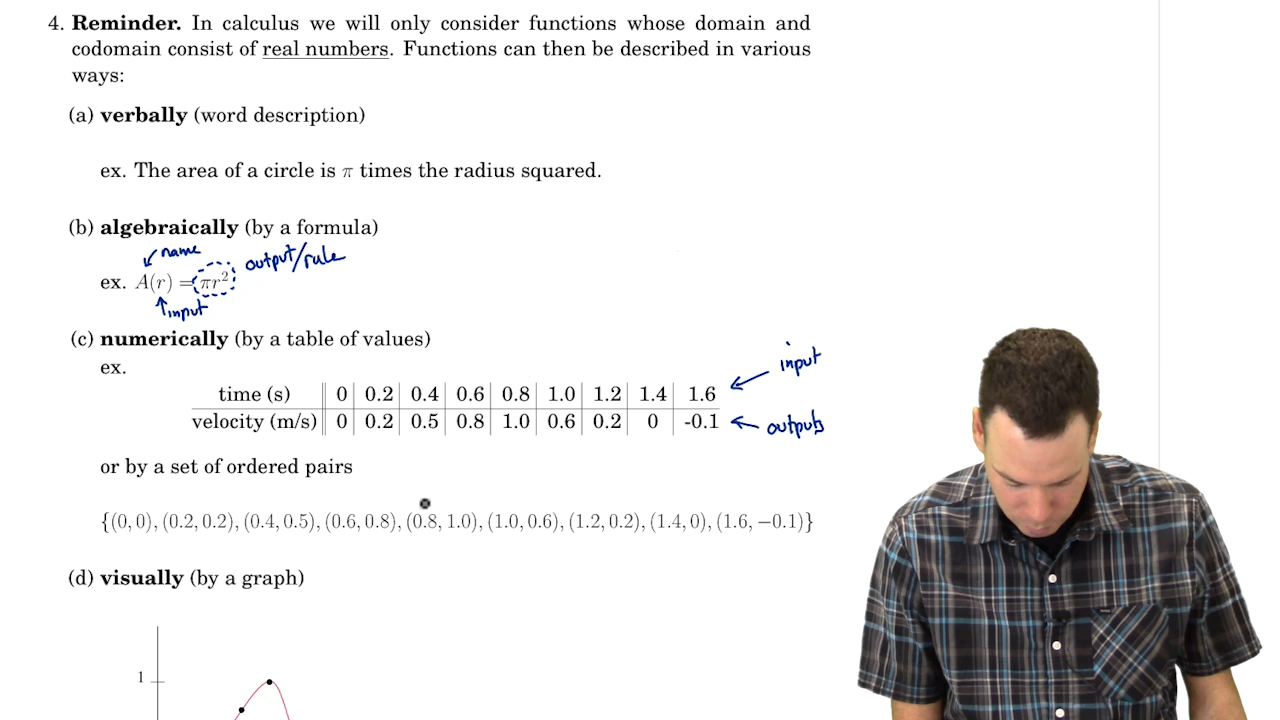 4. Reminder. In calculus we will only consider functions whose domain and
codomain consist of real numbers. Functions can then be described in various
ways:
(a) verbally (word description)
ex. The area of a circle is π times the radius squared.
(b) algebraically (by a formula)
name
output/rule
ex. A(r) = πr²
input
(c) numerically (by a table of values)
ex.
input
time (s) 0 0.2 0.4 0.6 0.8 1.0 1.2 1.4 1.6
velocity (m/s) 0 0.2 0.5 0.8 1.0 0.6 0.2 0 -0.1
outputs
or by a set of ordered pairs
{(0, 0), (0.2, 0.2), (0.4, 0.5), (0.6, 0.8), (0.8, 1.0), (1.0, 0.6), (1.2, 0.2), (1.4, 0), (1.6, −0.1)}
(d) visually (by a graph)
1